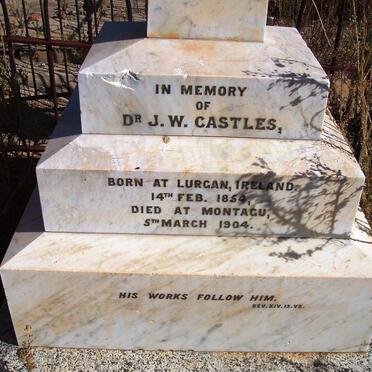 IN MEMORY
OF
DR J. W. CASTLES,
BORN AT LURGAN, IRELAND,
14TH FEB. 1854,
DIED AT MONTAGU,
5TH MARCH 1904.
HIS WORKS FOLLOW HIM.
REV. XIV. 13. VS.